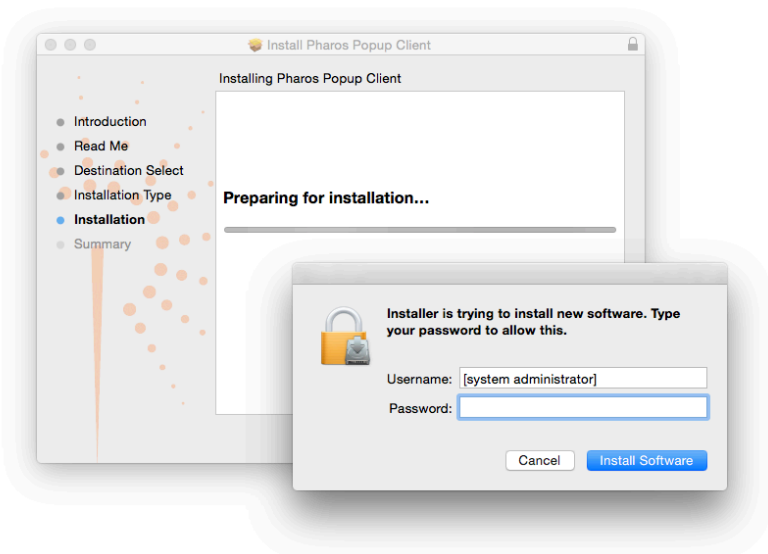 Install Pharos Popup Client
Installing Pharos Popup Client
Introduction
Read Me
Destination Select
Installation Type
Installation
Summary
Preparing for installation...
Installer is trying to install new software. Type
your password to allow this.
Username: [system administrator]
Password:
Cancel
Install Software